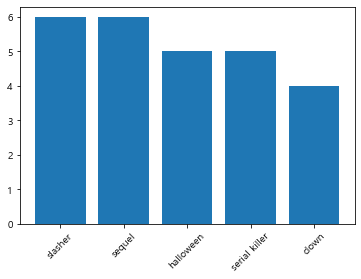 6
5
4
3
2
1
0
slasher
sequel
halloween
serial killer
clown